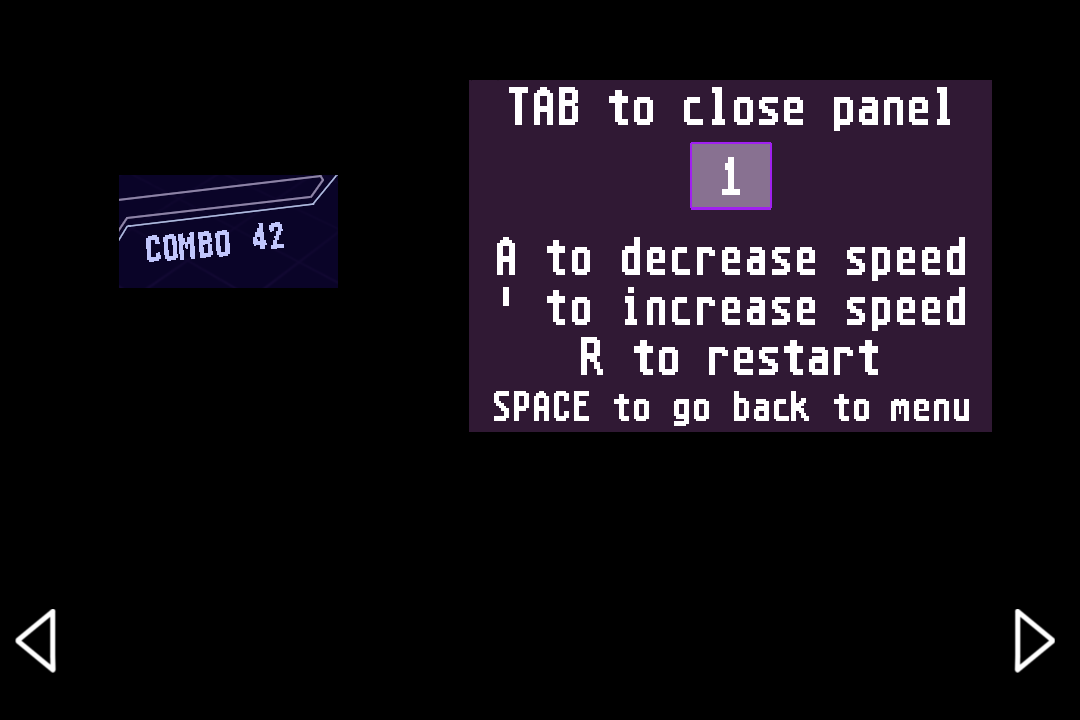 COMBO 42
TAB to close panel
1
A to decrease speed
' to increase speed
R to restart
SPACE to go back to menu